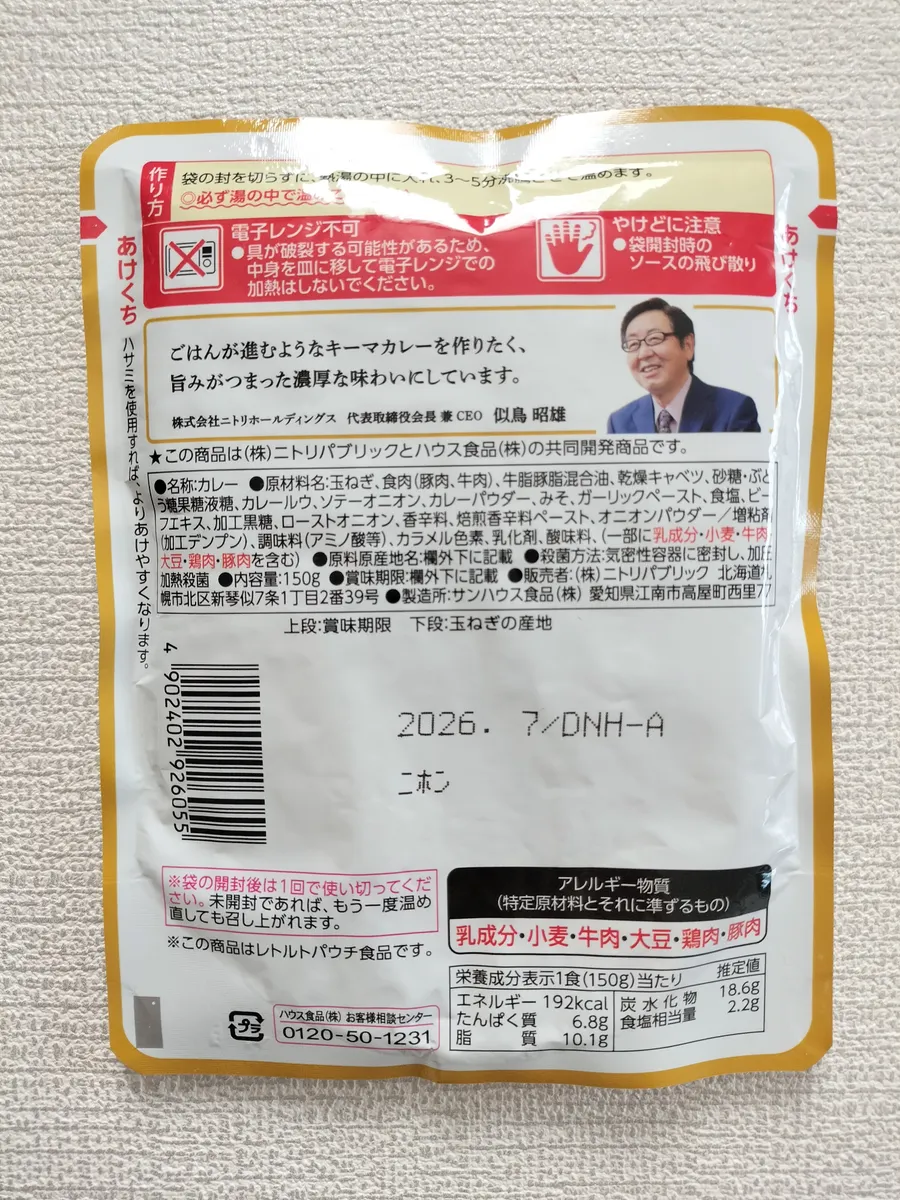 作り方
袋の封を切らずに、熱湯の中に入れ、3〜5分沸騰させて温めます。
◎必ず湯の中で温め
電子レンジ不可
●具が破裂する可能性があるため、
中身を皿に移して電子レンジでの
加熱はしないでください。
やけどに注意
●袋開封時の
ソースの飛び散り
あけくち
あけくち
ハサミを使用すれば、よりあけやすくなります。
ごはんが進むようなキーマカレーを作りたく、
旨みがつまった濃厚な味わいにしています。
株式会社ニトリホールディングス 代表取締役会長 兼 CEO 似鳥 昭雄
★この商品は(株)ニトリパブリックとハウス食品(株)の共同開発商品です。
●名称:カレー ●原材料名:玉ねぎ、食肉(豚肉、牛肉)、牛脂豚脂混合油、乾燥キャベツ、砂糖・ぶど
う糖果糖液糖、カレールウ、ソテーオニオン、カレーパウダー、みそ、ガーリックペースト、食塩、ビー
フエキス、加工黒糖、ローストオニオン、香辛料、焙煎香辛料ペースト、オニオンパウダー/増粘剤
(加工デンプン)、調味料(アミノ酸等)、カラメル色素、乳化剤、酸味料、(一部に乳成分・小麦・牛肉・
大豆・鶏肉・豚肉を含む) ●原料原産地名:欄外下に記載 ●殺菌方法:気密性容器に密封し、加圧
加熱殺菌 ●内容量:150g ●賞味期限:欄外下に記載 ●販売者:(株)ニトリパブリック 北海道札
幌市北区新琴似7条1丁目2番39号 ●製造所:サンハウス食品(株) 愛知県江南市高屋町西里77
上段:賞味期限 下段:玉ねぎの産地
4 902402 926055
2026. 7/DNH-A
ニホン
※袋の開封後は1回で使い切ってくだ
さい。未開封であれば、もう一度温め
直しても召し上がれます。
※この商品はレトルトパウチ食品です。
アレルギー物質
(特定原材料とそれに準ずるもの)
乳成分・小麦・牛肉・大豆・鶏肉・豚肉
栄養成分表示1食(150g)当たり 推定値
エネルギー 192kcal 炭水化物 18.6g
たんぱく質 6.8g 食塩相当量 2.2g
脂質 10.1g
プラ
ハウス食品(株) お客様相談センター
0120-50-1231